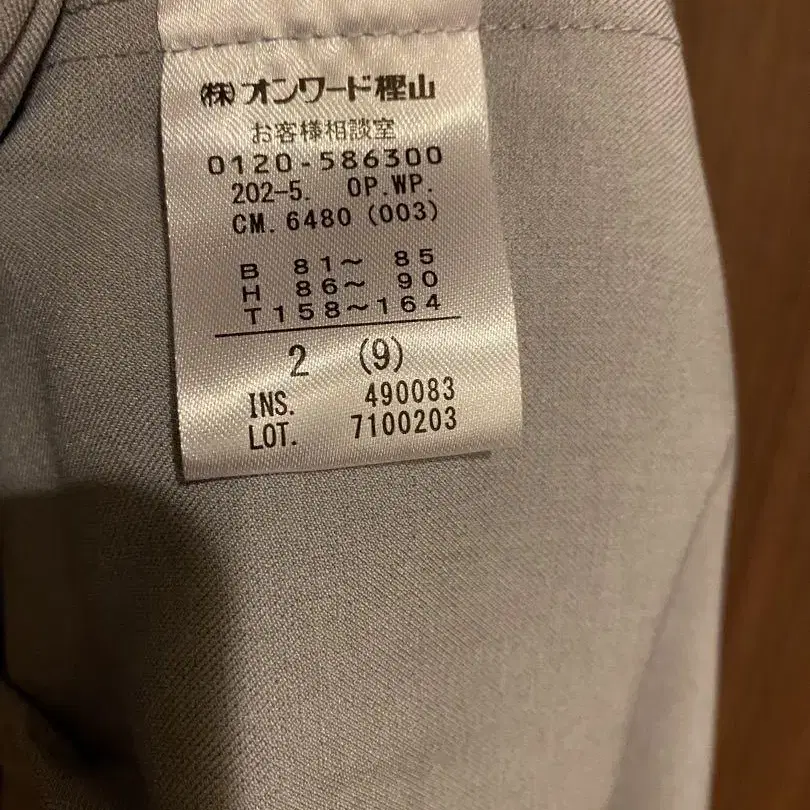 ㈱オンワード樫山
お客様相談室
0120-586300
202-5. OP.WP.
CM. 6480 (003)
B 81〜 85
H 86〜 90
T158〜164
2 (9)
INS. 490083
LOT. 7100203